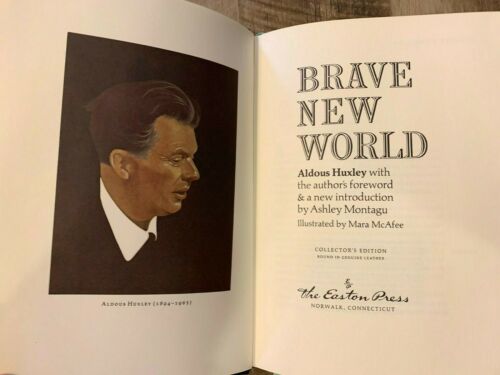 ALDOUS HUXLEY (1894-1963)
BRAVE
NEW
WORLD
Aldous Huxley with
the author's foreword
& a new introduction
by Ashley Montagu
Illustrated by Mara McAfee
COLLECTOR'S EDITION
BOUND IN GENUINE LEATHER
The Easton Press
NORWALK, CONNECTICUT